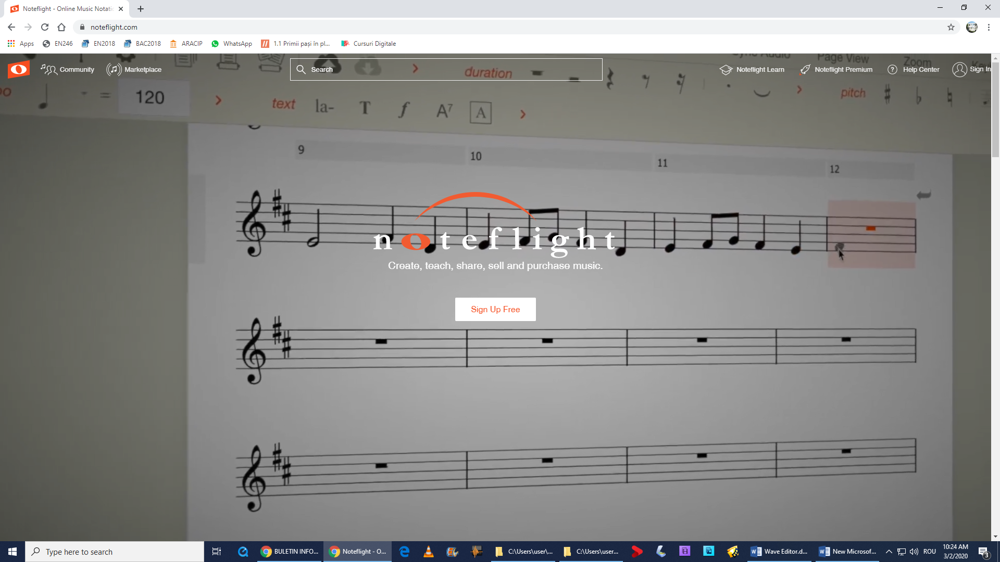 Noteflight - Online Music Notatio
noteflight.com
Apps EN246 EN2018 BAC2018 ARACIP WhatsApp 1.1 Primii pași în pl... Cursuri Digitale
Sync Audio Page View Zoom
Community Marketplace Search duration Noteflight Learn Noteflight Premium Help Center Sign In
= 120 text la- T f A7 A pitch
9 10 11 12
noteflight
Create, teach, share, sell and purchase music.
Sign Up Free
Type here to search BULETIN INFO... Noteflight - O... C:\Users\user\... C:\Users\user... Wave Editor.d... New Microsof... ROU 10:24 AM
3/2/2020 3